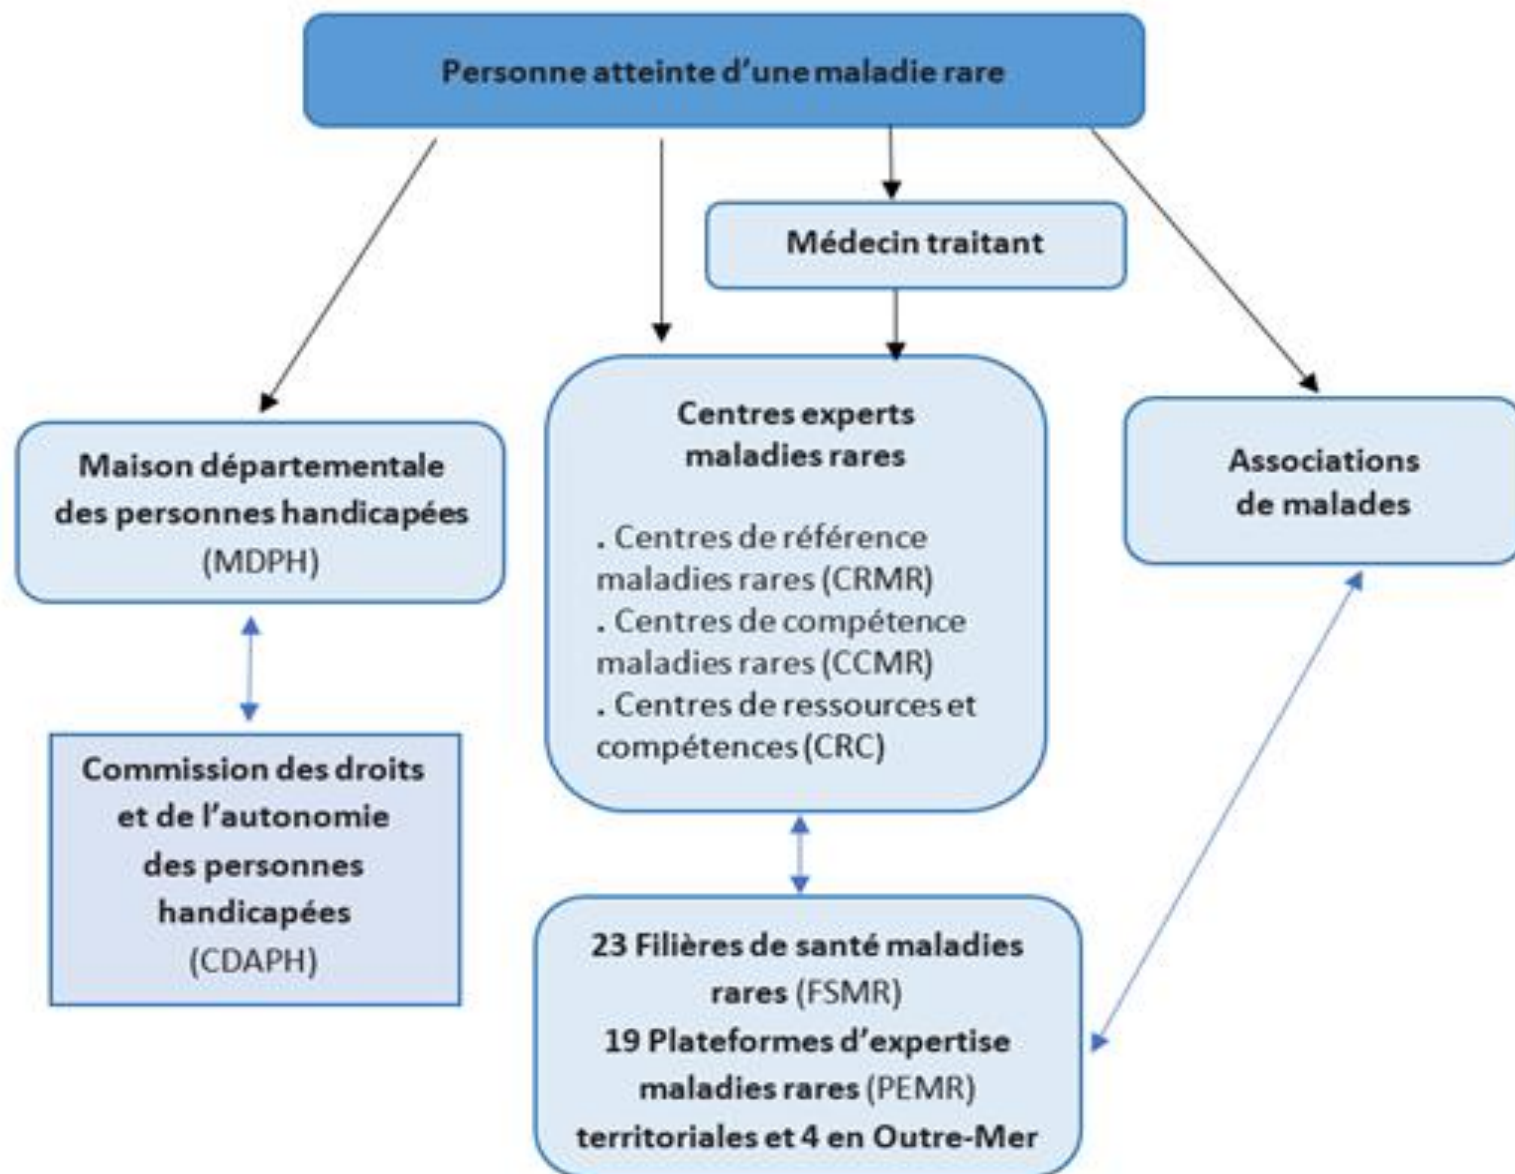 Personne atteinte d'une maladie rare
Médecin traitant
Maison départementale
des personnes handicapées
(MDPH)
Centres experts
maladies rares
. Centres de référence
maladies rares (CRMR)
. Centres de compétence
maladies rares (CCMR)
. Centres de ressources et
compétences (CRC)
Associations
de malades
Commission des droits
et de l'autonomie
des personnes
handicapées
(CDAPH)
23 Filières de santé maladies
rares (FSMR)
19 Plateformes d'expertise
maladies rares (PEMR)
territoriales et 4 en Outre-Mer